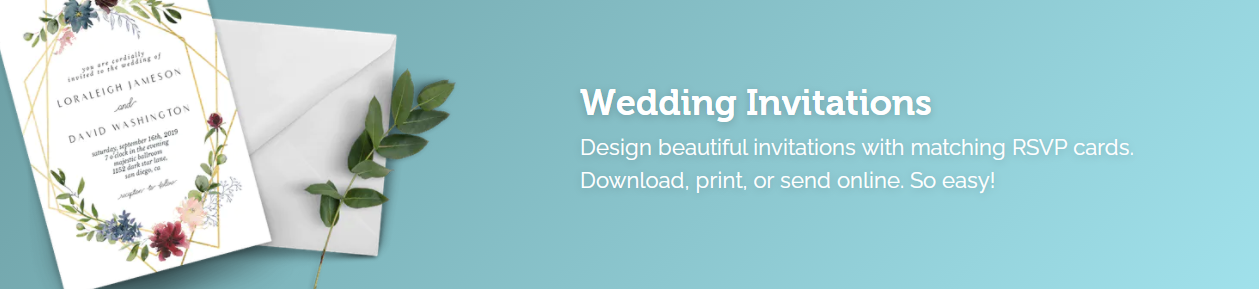 you are cordially
invited to the wedding of
LORALEIGH JAMESON
and
DAVID WASHINGTON
saturday, september 16th, 2019
7 o'clock in the evening
majestic ballroom
1152 dark star lane,
san diego, ca
reception to follow
Wedding Invitations
Design beautiful invitations with matching RSVP cards.
Download, print, or send online. So easy!